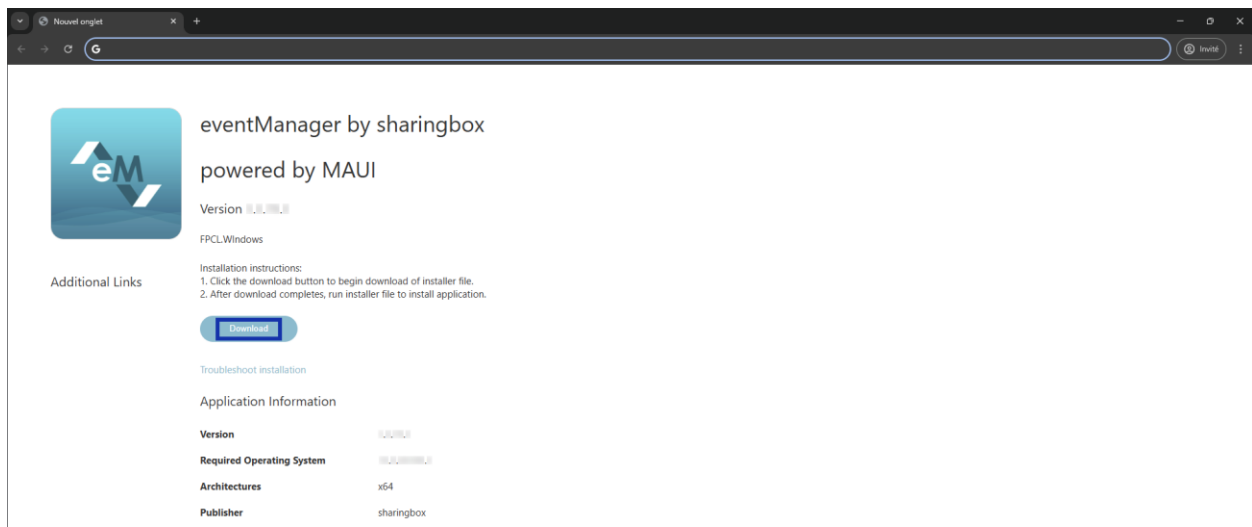 Nouvel onglet
G
Invité
eM
eventManager by sharingbox
powered by MAUI
Version
FPCL.WIndows
Additional Links
Installation instructions:
1. Click the download button to begin download of installer file.
2. After download completes, run installer file to install application.
Download
Troubleshoot installation
Application Information
Version
Required Operating System
Architectures x64
Publisher sharingbox